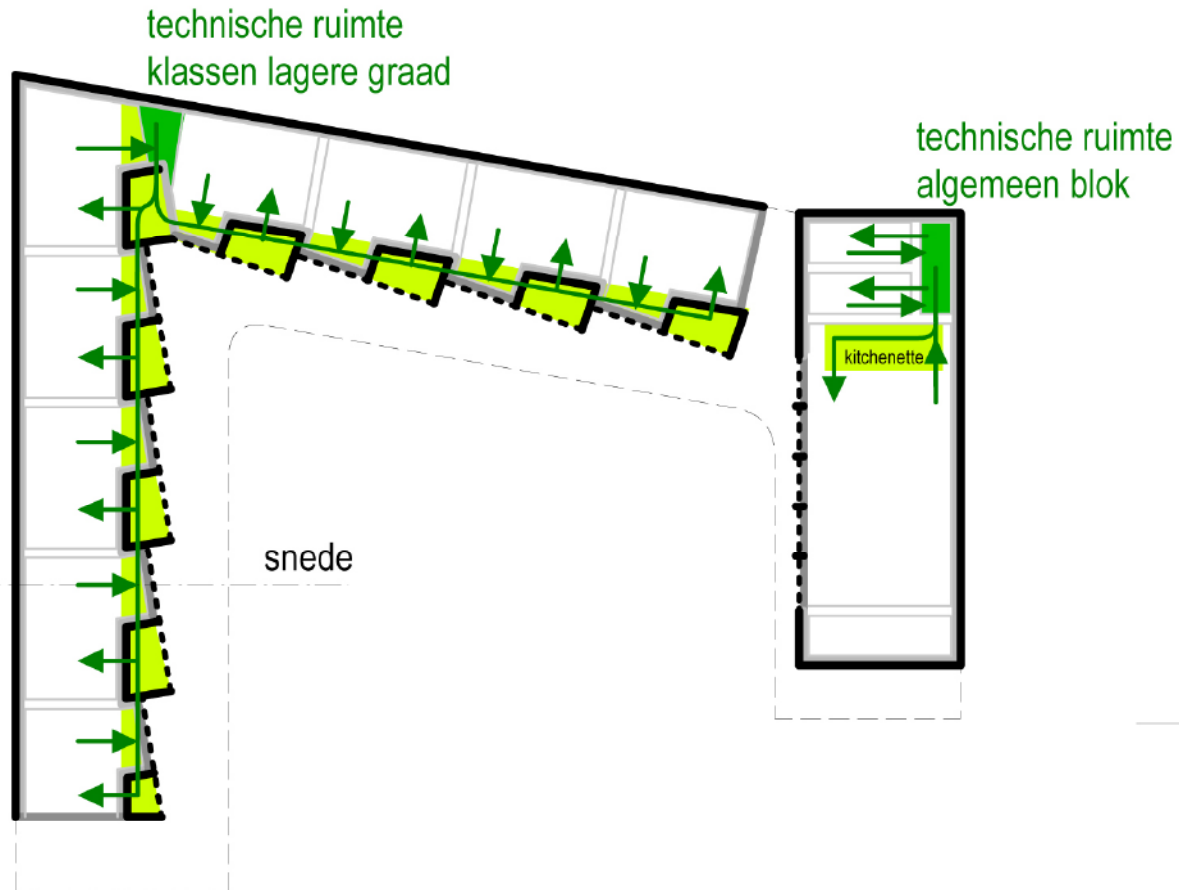 technische ruimte
klassen lagere graad
technische ruimte
algemeen blok
kitchenette
snede